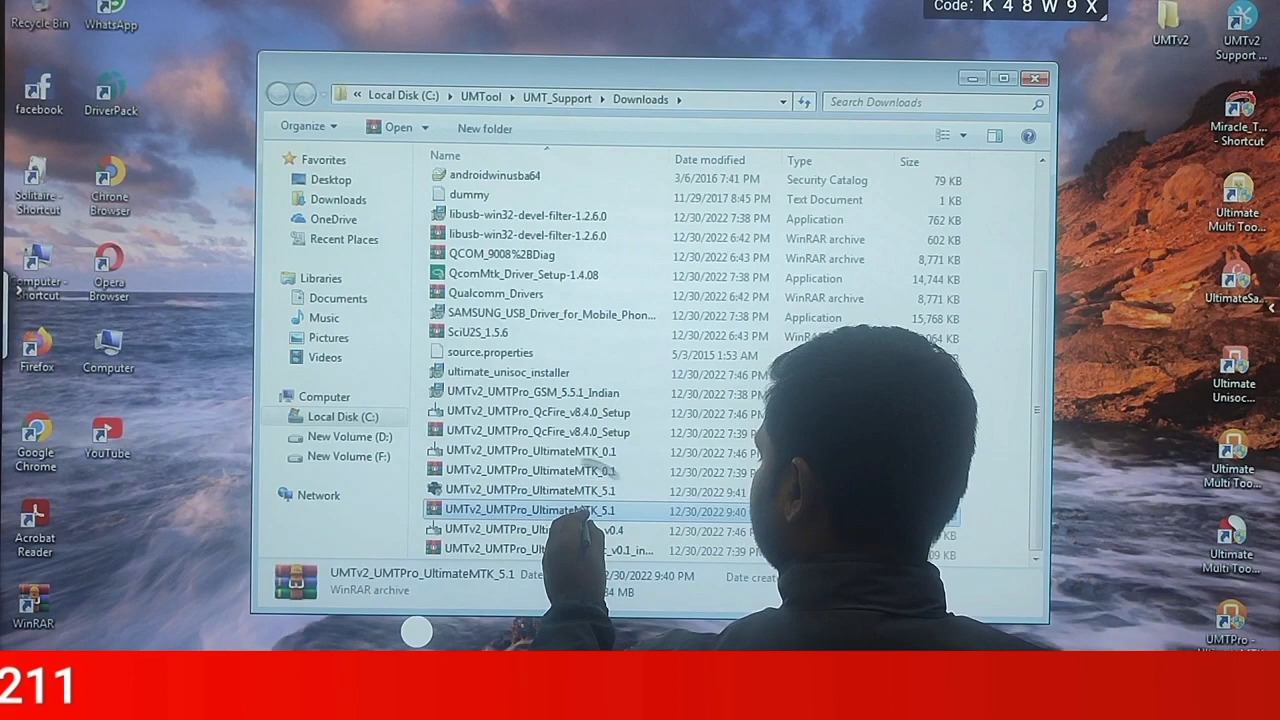 Code: K 4 8 W 9 X
Recycle Bin
WhatsApp
facebook
DriverPack
Solitaire - Shortcut
Chrome Browser
Computer - Shortcut
Opera Browser
Firefox
Computer
Google Chrome
YouTube
Acrobat Reader
WinRAR
« Local Disk (C:) UMTool UMT_Support Downloads
Search Downloads
Organize Open New folder
Favorites
Desktop
Downloads
OneDrive
Recent Places
Libraries
Documents
Music
Pictures
Videos
Computer
Local Disk (C:)
New Volume (D:)
New Volume (F:)
Network
Name Date modified Type Size
androidwinusba64 3/6/2016 7:41 PM Security Catalog 79 KB
dummy 11/29/2017 8:45 PM Text Document 1 KB
libusb-win32-devel-filter-1.2.6.0 12/30/2022 7:38 PM Application 762 KB
libusb-win32-devel-filter-1.2.6.0 12/30/2022 6:42 PM WinRAR archive 602 KB
QCOM_9008%2BDiag 12/30/2022 6:43 PM WinRAR archive 8,771 KB
QcomMtk_Driver_Setup-1.4.08 12/30/2022 7:38 PM Application 14,744 KB
Qualcomm_Drivers 12/30/2022 6:42 PM WinRAR archive 8,771 KB
SAMSUNG_USB_Driver_for_Mobile_Phon... 12/30/2022 7:38 PM Application 15,768 KB
SciU2S_1.5.6 12/30/2022 6:43 PM WinRA 064 KB
source.properties 5/3/2015 1:53 AM
ultimate_unisoc_installer 12/30/2022 7:46 PM
UMTv2_UMTPro_GSM_5.5.1_Indian 12/30/2022 7:38 PM
UMTv2_UMTPro_QcFire_v8.4.0_Setup 12/30/2022 7:46 P
UMTv2_UMTPro_QcFire_v8.4.0_Setup 12/30/2022 7:39 P
UMTv2_UMTPro_UltimateMTK_0.1 12/30/2022 7:46
UMTv2_UMTPro_UltimateMTK_0.1 12/30/2022 7:39
UMTv2_UMTPro_UltimateMTK_5.1 12/30/2022 9:41
UMTv2_UMTPro_UltimateMTK_5.1 12/30/2022 9:40
UMTv2_UMTPro_Ulti v0.4 12/30/2022 7:46 KB
UMTv2_UMTPro_Ul _v0.1_in... 12/30/2022 7:39 P 09 KB
UMTv2_UMTPro_UltimateMTK_5.1 Date 2/30/2022 9:40 PM Date creat
WinRAR archive 34 MB
UMTv2
UMTv2 Support ...
Miracle_T... - Shortcut
Ultimate Multi Too...
UltimateSa...
Ultimate Unisoc...
Ultimate Multi Too...
Ultimate Multi Too...
UMTPro - Ultimate MTK
211